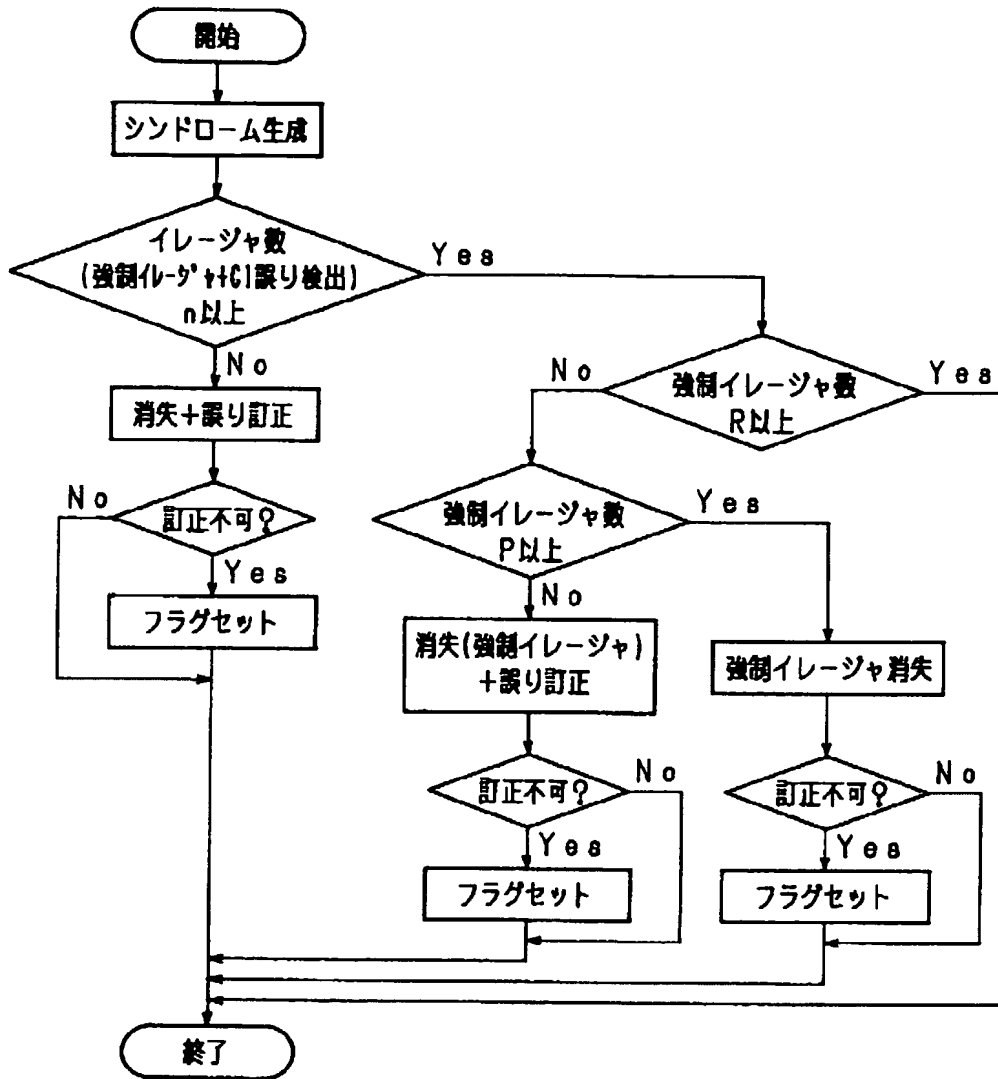 開始
シンドローム生成
イレージャ数
(強制イレージャ+C1誤り検出)
n以上
Yes
No
消失+誤り訂正
訂正不可?
No
Yes
フラグセット
強制イレージャ数
R以上
No
Yes
強制イレージャ数
P以上
Yes
No
消失(強制イレージャ)
+誤り訂正
訂正不可?
No
Yes
フラグセット
強制イレージャ消失
訂正不可?
No
Yes
フラグセット
終了